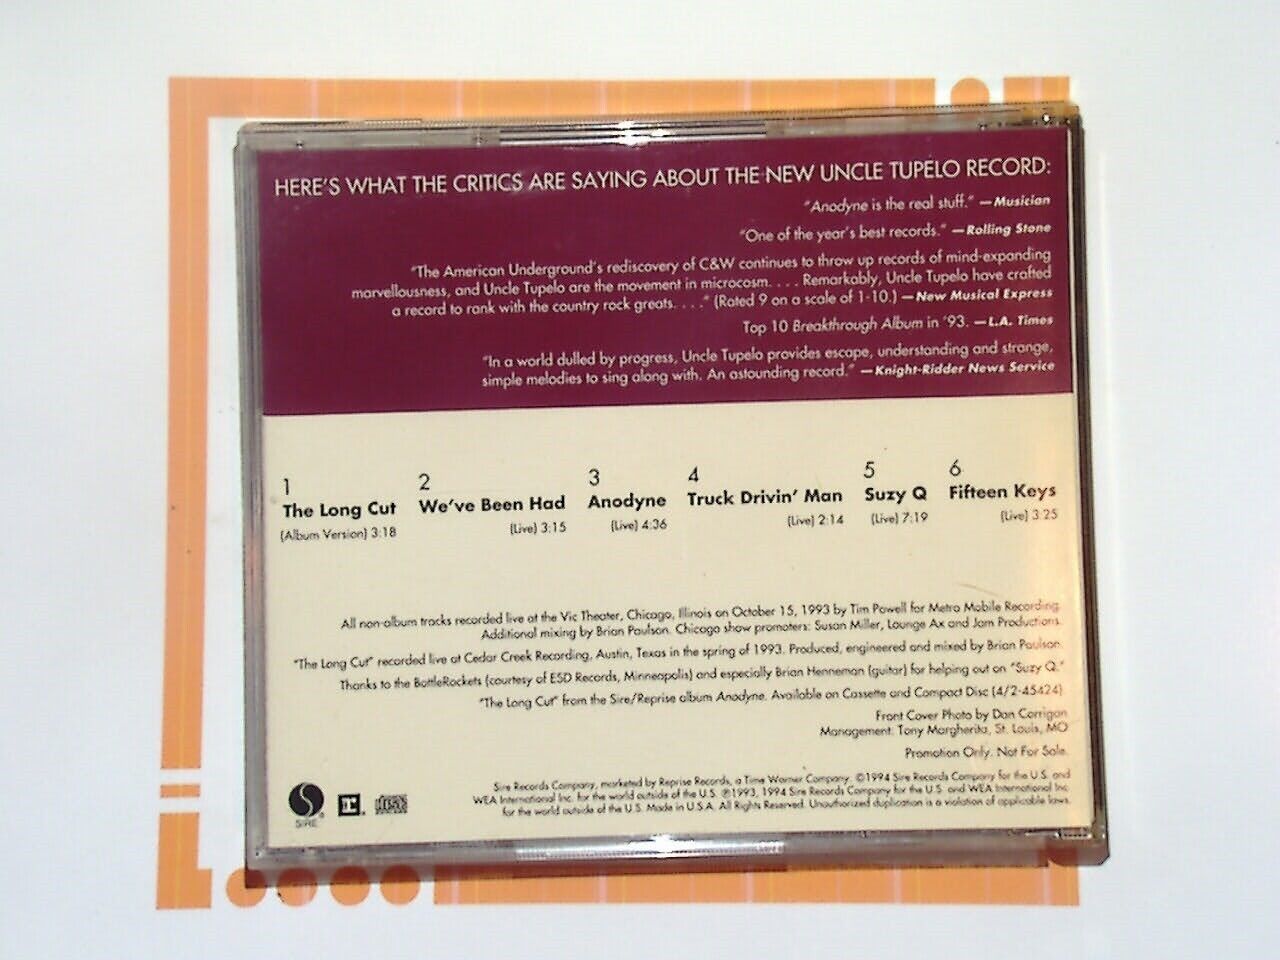 HERE'S WHAT THE CRITICS ARE SAYING ABOUT THE NEW UNCLE TUPELO RECORD:
"Anodyne is the real stuff." —Musician
"One of the year's best records." —Rolling Stone
"The American Underground's rediscovery of C&W continues to throw up records of mind-expanding
marvellousness, and Uncle Tupelo are the movement in microcosm. . . . Remarkably, Uncle Tupelo have crafted
a record to rank with the country rock greats. . . ." (Rated 9 on a scale of 1-10.) —New Musical Express
Top 10 Breakthrough Album in '93. —L.A. Times
"In a world dulled by progress, Uncle Tupelo provides escape, understanding and strange,
simple melodies to sing along with. An astounding record." —Knight-Ridder News Service
1
The Long Cut
(Album Version) 3:18
2
We've Been Had
(Live) 3:15
3
Anodyne
(Live) 4:36
4
Truck Drivin' Man
(Live) 2:14
5
Suzy Q
(Live) 7:19
6
Fifteen Keys
(Live) 3:25
All non-album tracks recorded live at the Vic Theater, Chicago, Illinois on October 15, 1993 by Tim Powell for Metro Mobile Recording.
Additional mixing by Brian Paulson. Chicago show promoters: Susan Miller, Lounge Ax and Jam Productions.
"The Long Cut" recorded live at Cedar Creek Recording, Austin, Texas in the spring of 1993. Produced, engineered and mixed by Brian Paulson.
Thanks to the BottleRockets (courtesy of ESD Records, Minneapolis) and especially Brian Henneman (guitar) for helping out on "Suzy Q."
"The Long Cut" from the Sire/Reprise album Anodyne. Available on Cassette and Compact Disc (4/2-45424).
Front Cover Photo by Dan Corrigan
Management: Tony Margherita, St. Louis, MO
Promotion Only. Not For Sale.
Sire Records Company, marketed by Reprise Records, a Time Warner Company. ©1994 Sire Records Company for the U.S. and
WEA International Inc. for the world outside of the U.S. ℗1993, 1994 Sire Records Company for the U.S. and WEA International Inc.
for the world outside of the U.S. Made in U.S.A. All Rights Reserved. Unauthorized duplication is a violation of applicable laws.
SIRE